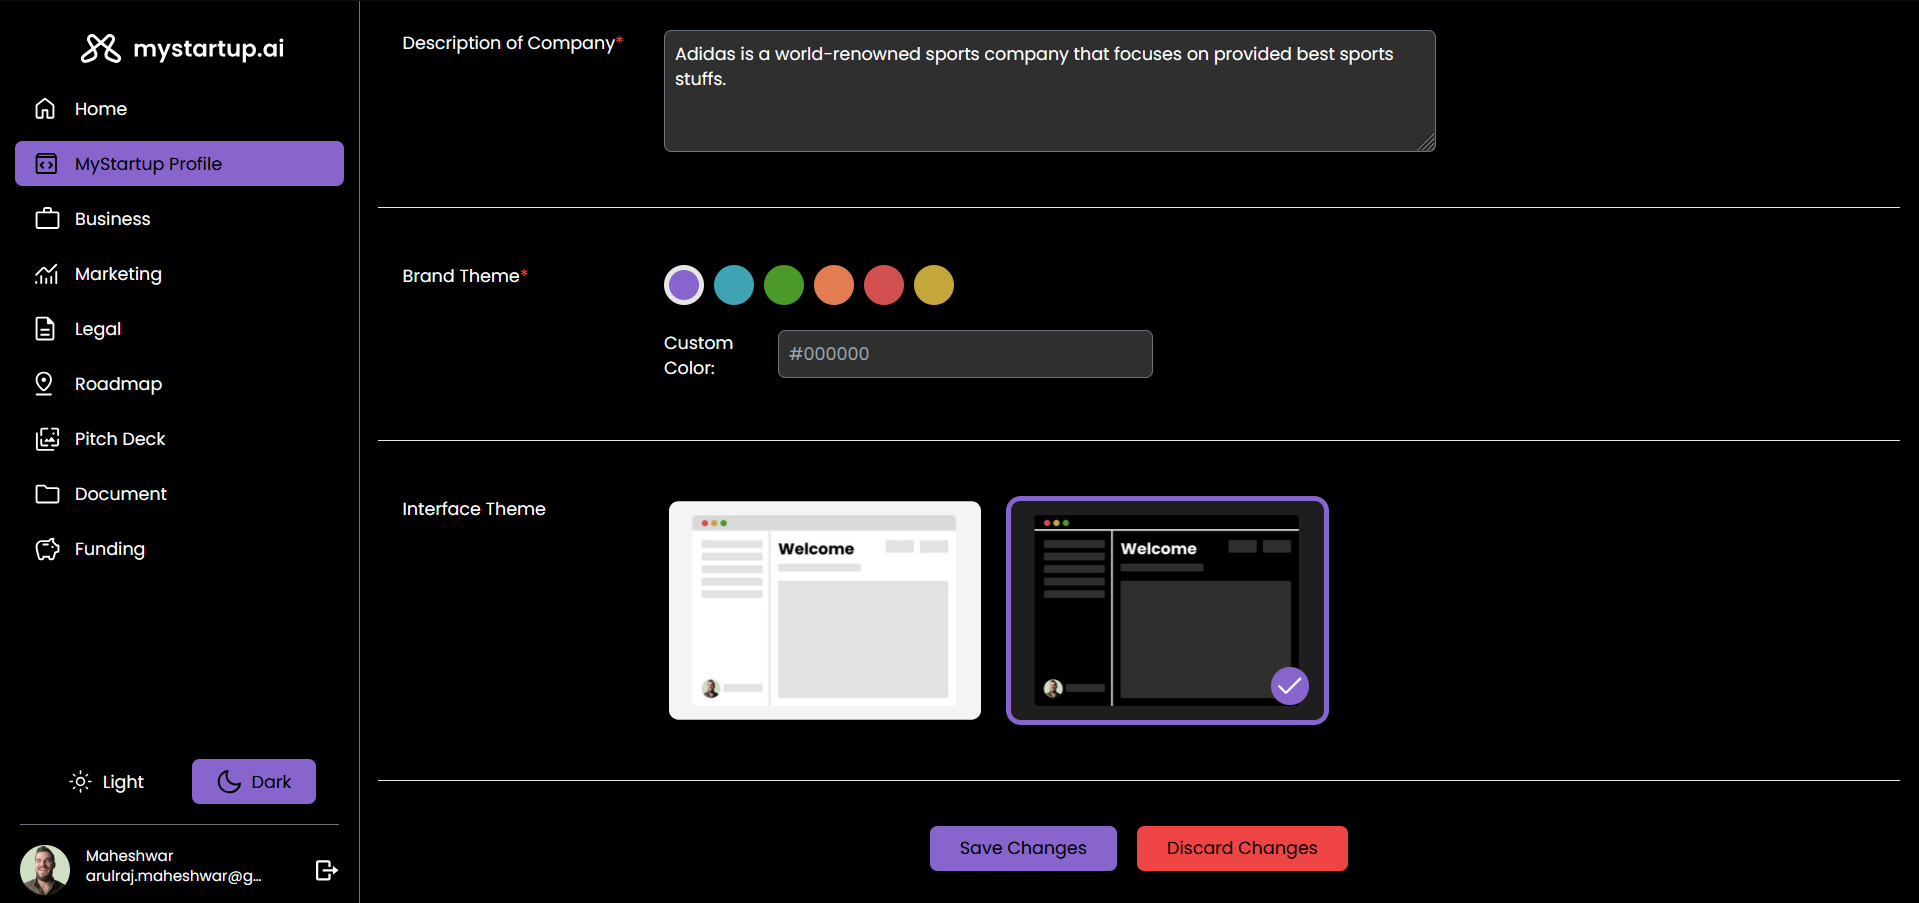 mystartup.ai
Home
MyStartup Profile
Business
Marketing
Legal
Roadmap
Pitch Deck
Document
Funding
Light
Dark
Maheshwar
arulraj.maheshwar@g...
Description of Company*
Adidas is a world-renowned sports company that focuses on provided best sports
stuffs.
Brand Theme*
Custom
Color:
#000000
Interface Theme
Welcome
Welcome
Save Changes
Discard Changes